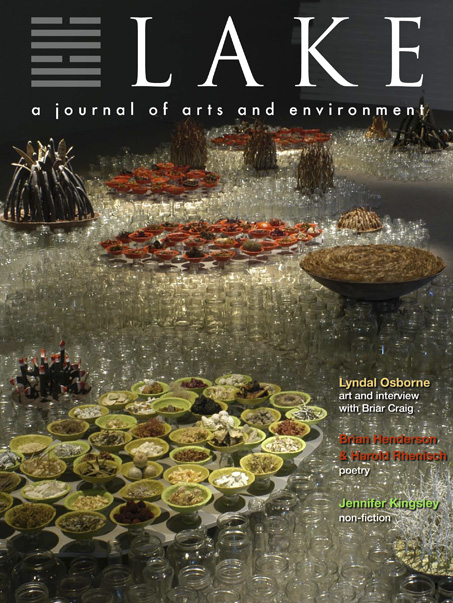 LAKE
a journal of arts and environment
Lyndal Osborne
art and interview
with Briar Craig
Brian Henderson
& Harold Rhenisch
poetry
Jennifer Kingsley
non-fiction